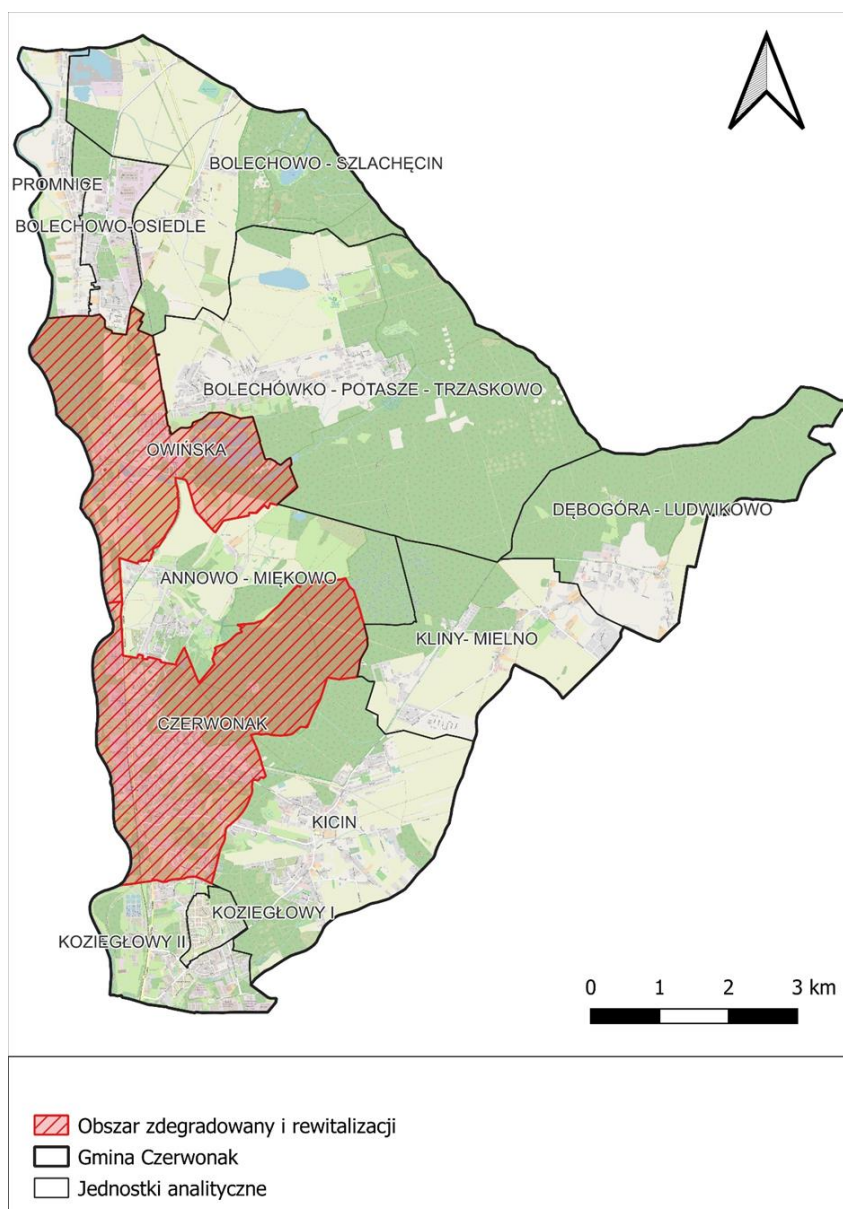 BOLECHOWO - SZLACHĘCIN
PROMNICE
BOLECHOWO-OSIEDLE
BOLECHÓWKO - POTASZE - TRZASKOWO
OWIŃSKA
DĘBOGÓRA - LUDWIKOWO
ANNOWO - MIĘKOWO
KLINY- MIELNO
CZERWONAK
KICIN
KOZIEGŁOWY I
KOZIEGŁOWY II
0 1 2 3 km
Obszar zdegradowany i rewitalizacji
Gmina Czerwonak
Jednostki analityczne